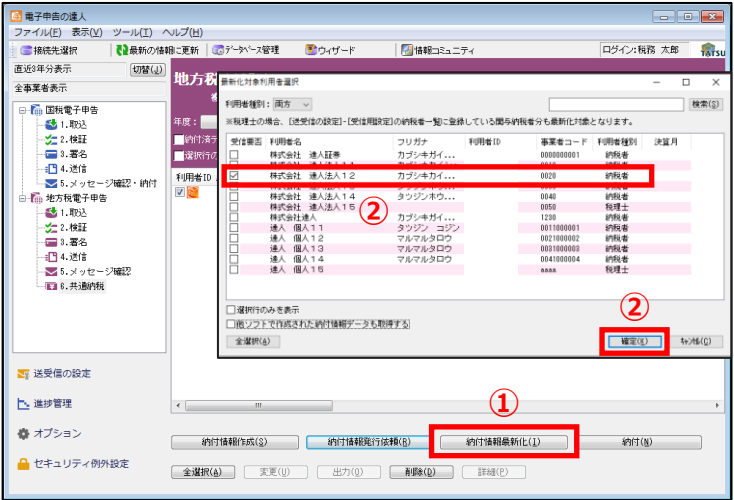 電子申告の達人
ファイル(F) 表示(V) ツール(T) ヘルプ(H)
接続先選択 最新の情報に更新 データベース管理 ウィザード 情報コミュニティ ログイン:税務 太郎
直近3年分表示 切替(J)
全事業者表示
国税電子申告
1.取込
2.検証
3.署名
4.送信
5.メッセージ確認・納付
地方税電子申告
1.取込
2.検証
3.署名
4.送信
5.メッセージ確認
6.共通納税
送受信の設定
進捗管理
オプション
セキュリティ例外設定
地方税
年度:
納付済デ
選択行の
利用者ID
最新化対象利用者選択
利用者種別: 両方 検索(S)
※税理士の場合、[送受信の設定]-[受信用設定]の納税者一覧に登録している関与納税者分も最新化対象となります。
受信要否 利用者名 フリガナ 利用者ID 事業者コード 利用者種別 決算月
株式会社 達人証券 カブシキガイ... 0000000001 納税者
株式会社 達人法人12 カブシキカイ... 0020 納税者
株式会社 達人法人14 タツジンホウ... 0040 納税者
株式会社 達人法人15 0050 税理士
株式会社達人 カブシキガイ... 1230 納税者
達人 個人11 タツジン コジン 0011000001 納税者
達人 個人12 マルマルタロウ 0021000002 納税者
達人 個人13 マルマルタロウ 0031000003 納税者
達人 個人14 マルマルタロウ 0041000004 納税者
達人 個人15 aaaa 税理士
②
選択行のみを表示
他ソフトで作成された納付情報データも取得する
②
全選択(A) 確定(K) キャンセル(C)
①
納付情報作成(S) 納付情報発行依頼(R) 納付情報最新化(I) 納付(N)
全選択(A) 変更(U) 出力(O) 削除(D) 詳細(P)